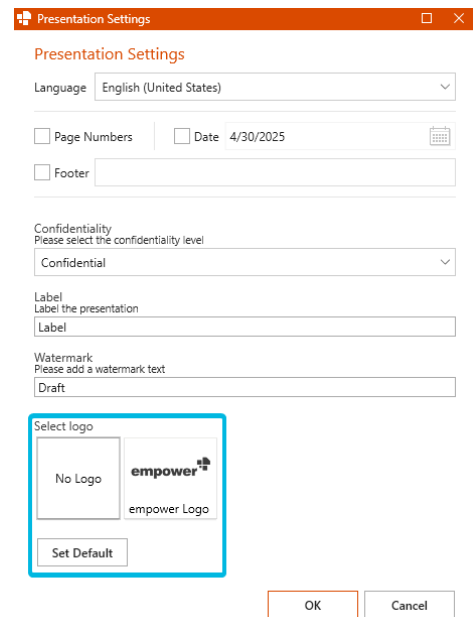 Presentation Settings
Presentation Settings
Language English (United States)
Page Numbers Date 4/30/2025
Footer
Confidentiality
Please select the confidentiality level
Confidential
Label
Label the presentation
Label
Watermark
Please add a watermark text
Draft
Select logo
No Logo
empower
empower Logo
Set Default
OK Cancel